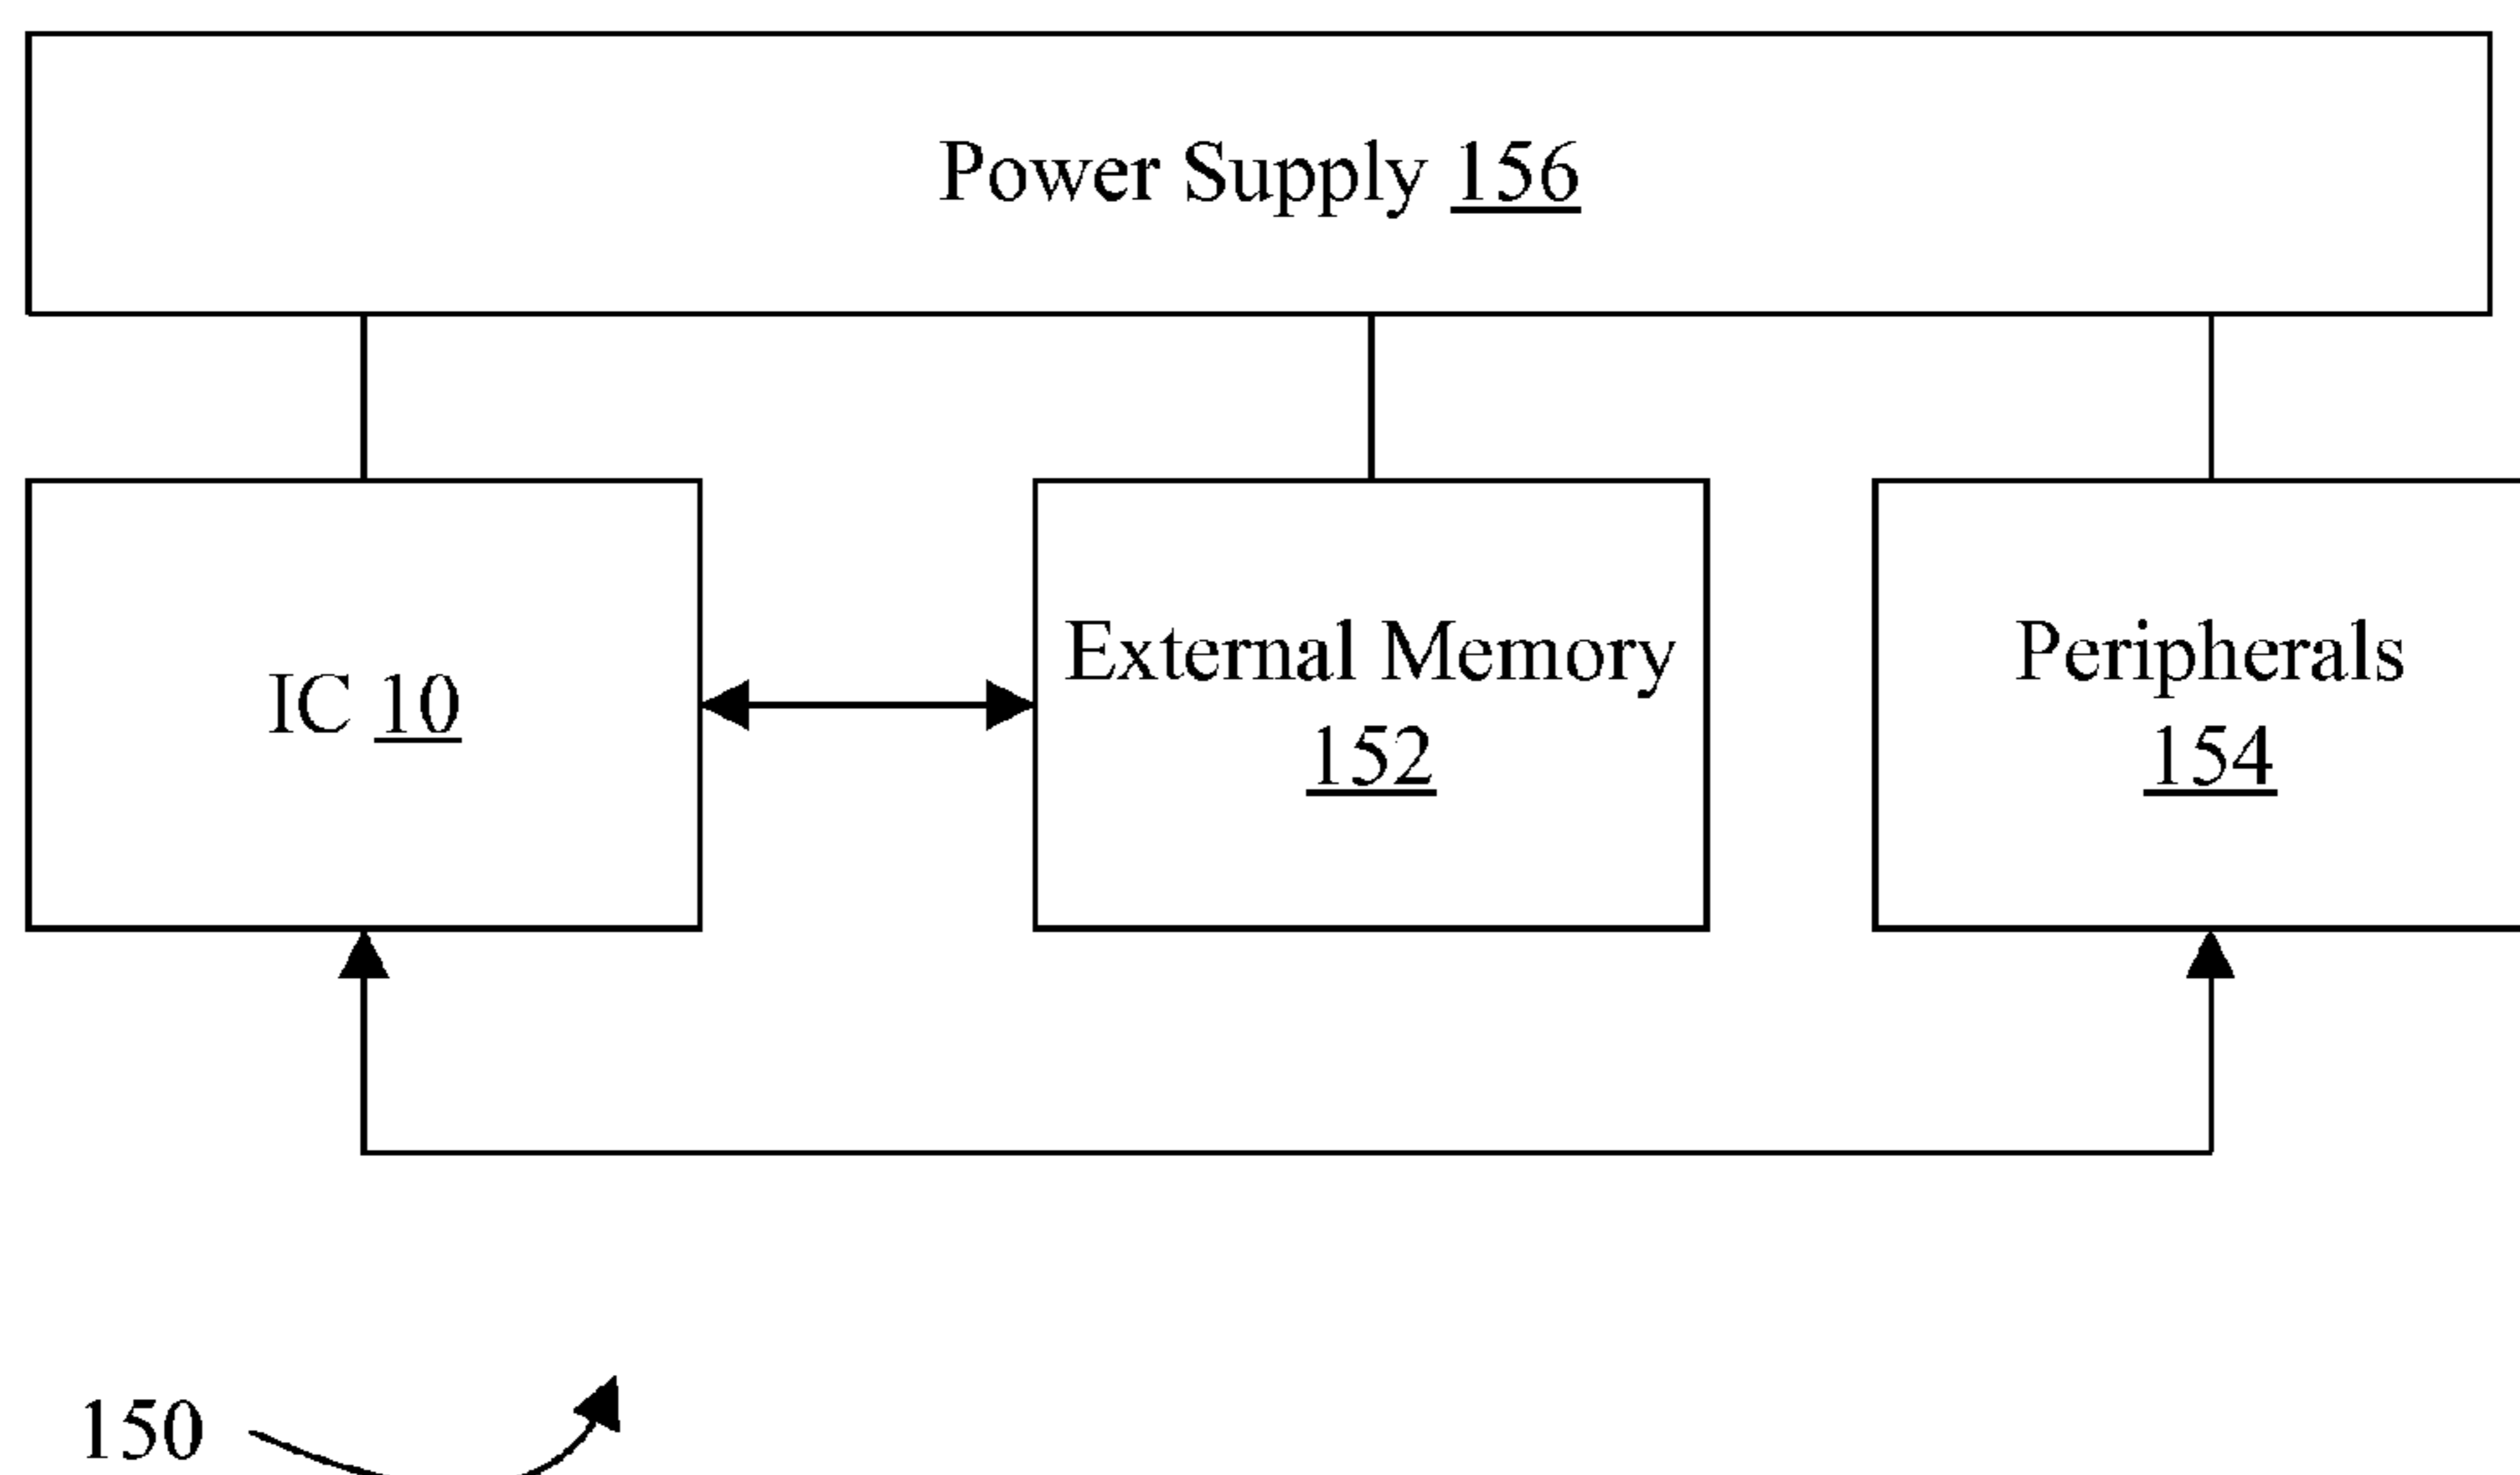 Power Supply 156
IC 10
External Memory
152
Peripherals
154
150